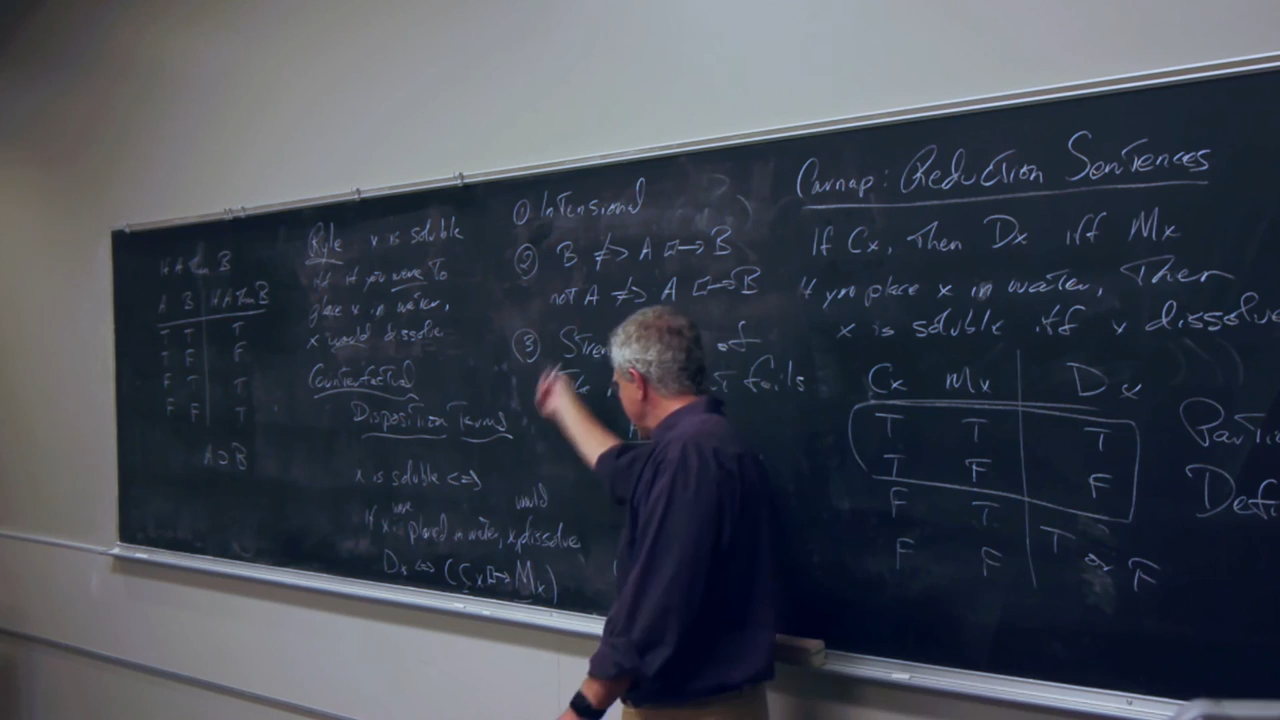 If A Then B
A B If A Then B
T T T
T F F
F T T
F F T
A ⊃ B
Ryle x is soluble
iff if you were to
place x in water,
x would dissolve
Counterfactual
Disposition Terms
x is soluble <=>
were would
If x is placed in water, x dissolve
Dx <=> (Cx □→ Mx)
① Intensional
② B ≠> A □→ B
not A ≠> A □→ B
③ of
fails
Carnap: Reduction Sentences
If Cx, Then Dx iff Mx
If you place x in water, Then
x is soluble iff x dissolve
Cx Mx Dx
T T T
T F F
F T T
F F or F
Parti
Defi